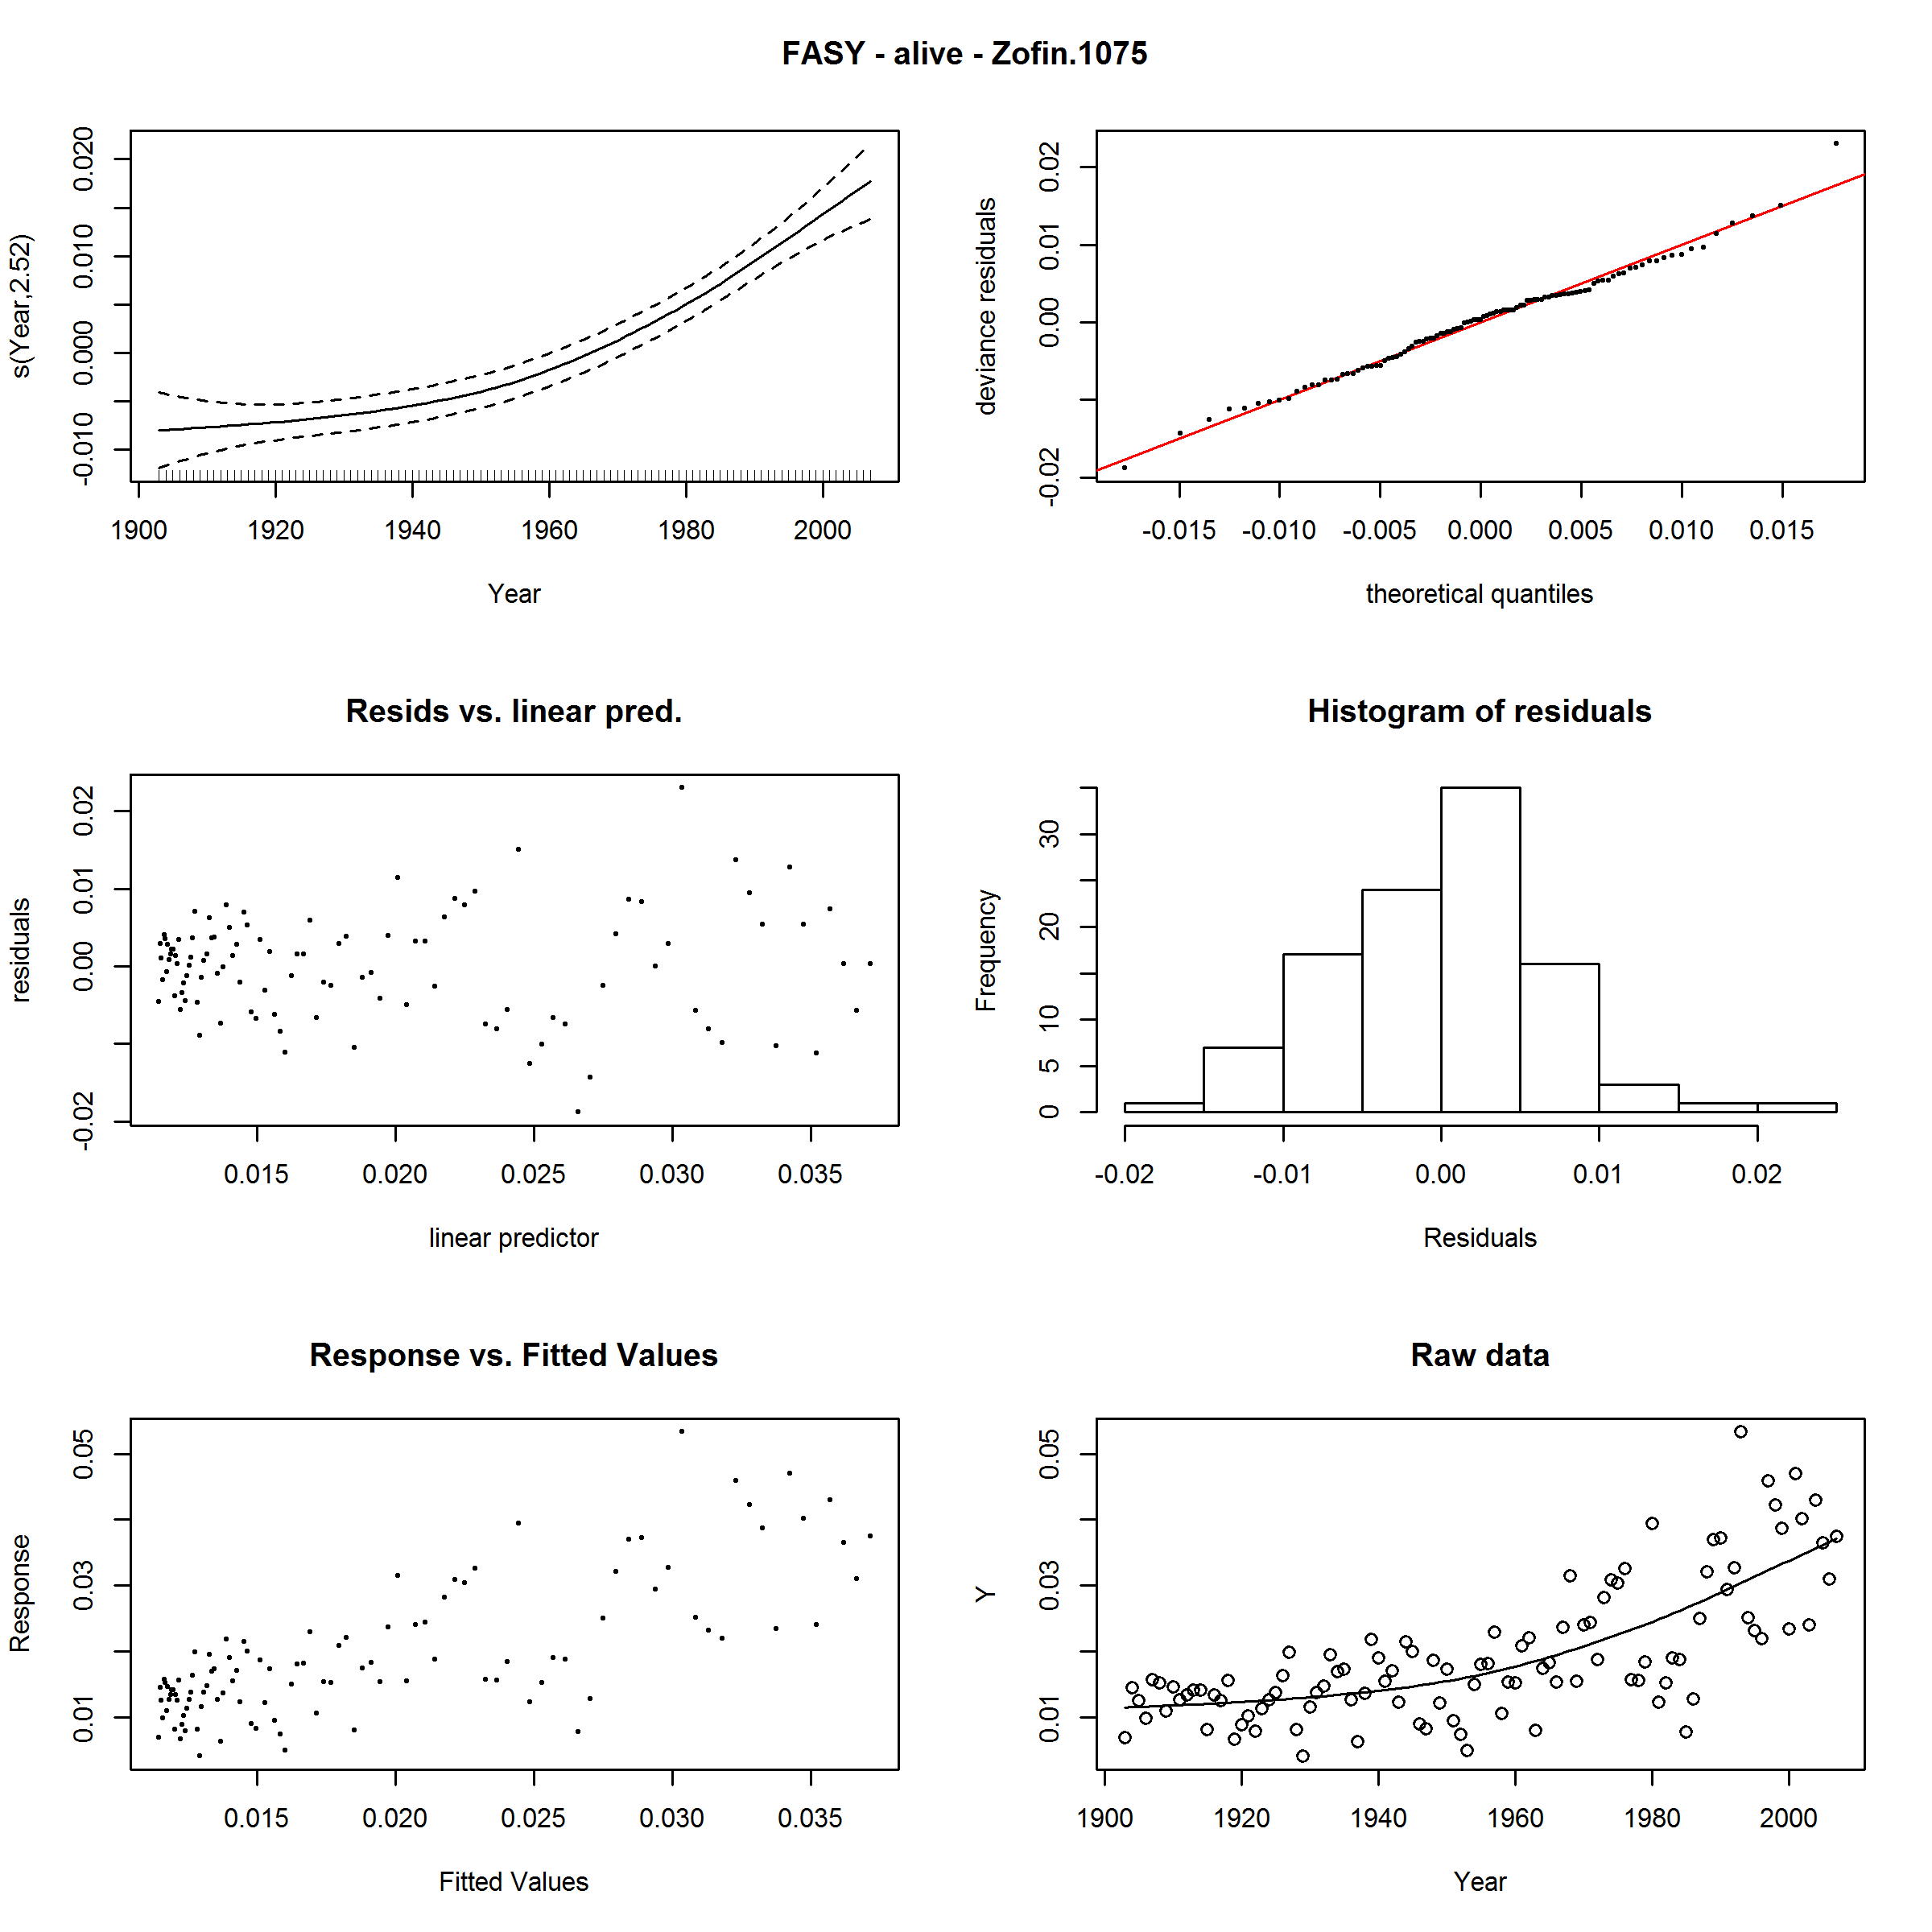 FASY - alive - Zofin.1075
s(Year,2.52)
-0.010 0.000 0.010 0.020
1900 1920 1940 1960 1980 2000
Year
deviance residuals
-0.02 0.00 0.01 0.02
-0.015 -0.010 -0.005 0.000 0.005 0.010 0.015
theoretical quantiles
Resids vs. linear pred.
residuals
-0.02 0.00 0.01 0.02
0.015 0.020 0.025 0.030 0.035
linear predictor
Histogram of residuals
Frequency
0 5 10 20 30
-0.02 -0.01 0.00 0.01 0.02
Residuals
Response vs. Fitted Values
Response
0.01 0.03 0.05
0.015 0.020 0.025 0.030 0.035
Fitted Values
Raw data
Y
0.01 0.03 0.05
1900 1920 1940 1960 1980 2000
Year